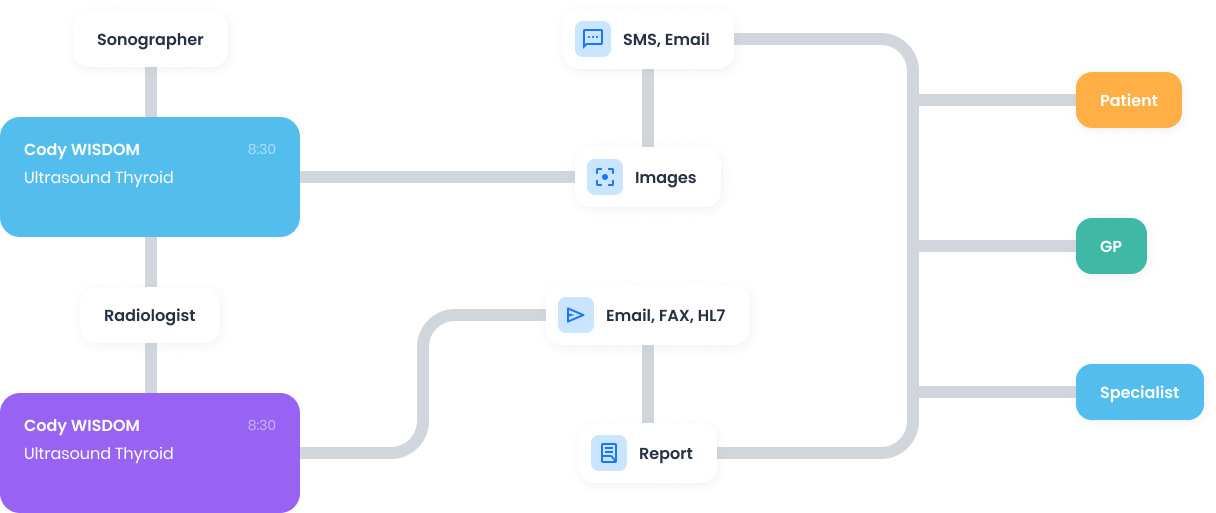 Sonographer
Cody WISDOM 8:30
Ultrasound Thyroid
Radiologist
Cody WISDOM 8:30
Ultrasound Thyroid
SMS, Email
Images
Email, FAX, HL7
Report
Patient
GP
Specialist